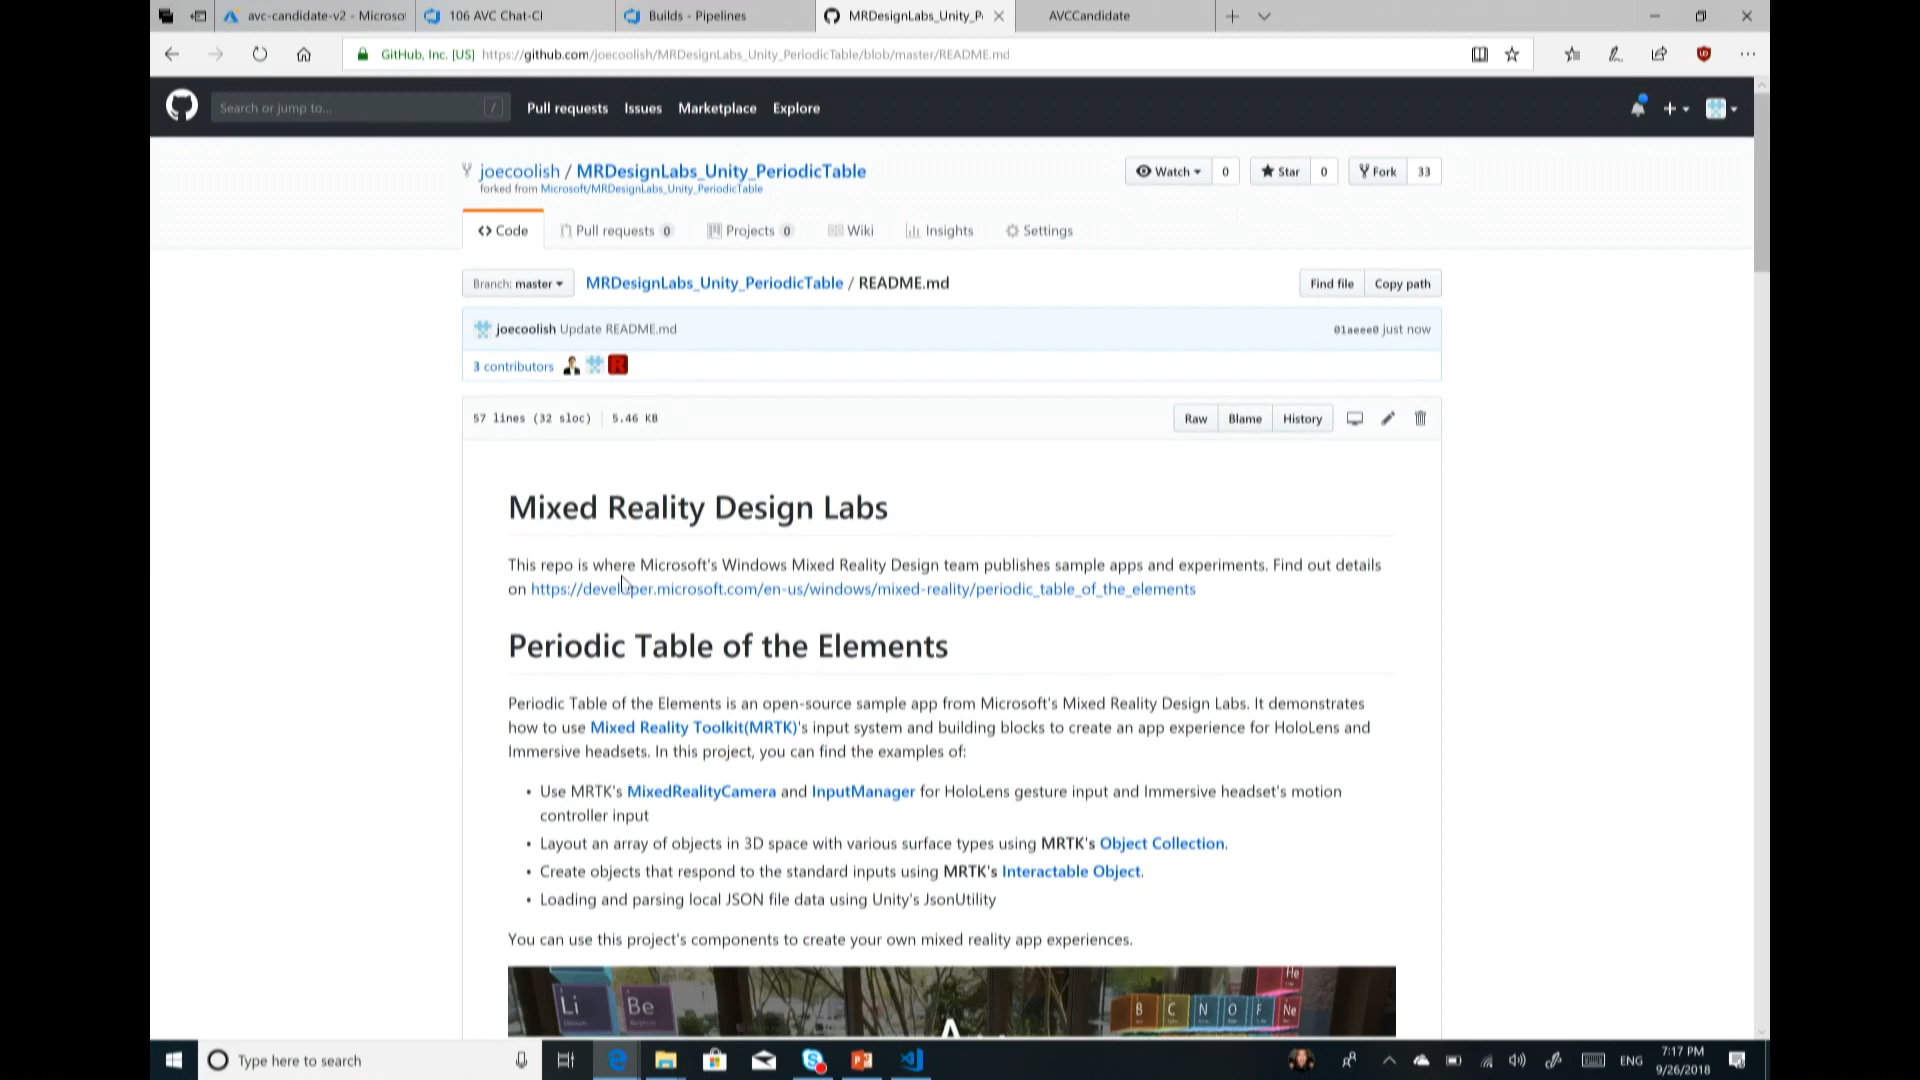 avc-candidate-v2 - Microso
106 AVC Chat-CI
Builds - Pipelines
MRDesignLabs_Unity_P
AVCCandidate
GitHub, Inc. [US] https://github.com/joecoolish/MRDesignLabs_Unity_PeriodicTable/blob/master/README.md
Search or jump to... /
Pull requests Issues Marketplace Explore
joecoolish / MRDesignLabs_Unity_PeriodicTable
forked from Microsoft/MRDesignLabs_Unity_PeriodicTable
Watch 0 Star 0 Fork 33
Code Pull requests 0 Projects 0 Wiki Insights Settings
Branch: master MRDesignLabs_Unity_PeriodicTable / README.md Find file Copy path
joecoolish Update README.md 01aeee0 just now
3 contributors
57 lines (32 sloc) 5.46 KB Raw Blame History
Mixed Reality Design Labs
This repo is where Microsoft's Windows Mixed Reality Design team publishes sample apps and experiments. Find out details
on https://developer.microsoft.com/en-us/windows/mixed-reality/periodic_table_of_the_elements
Periodic Table of the Elements
Periodic Table of the Elements is an open-source sample app from Microsoft's Mixed Reality Design Labs. It demonstrates
how to use Mixed Reality Toolkit(MRTK)'s input system and building blocks to create an app experience for HoloLens and
Immersive headsets. In this project, you can find the examples of:
• Use MRTK's MixedRealityCamera and InputManager for HoloLens gesture input and Immersive headset's motion
controller input
• Layout an array of objects in 3D space with various surface types using MRTK's Object Collection.
• Create objects that respond to the standard inputs using MRTK's Interactable Object.
• Loading and parsing local JSON file data using Unity's JsonUtility
You can use this project's components to create your own mixed reality app experiences.
He
Li Be B C N O F Ne
Type here to search
ENG
7:17 PM
9/26/2018